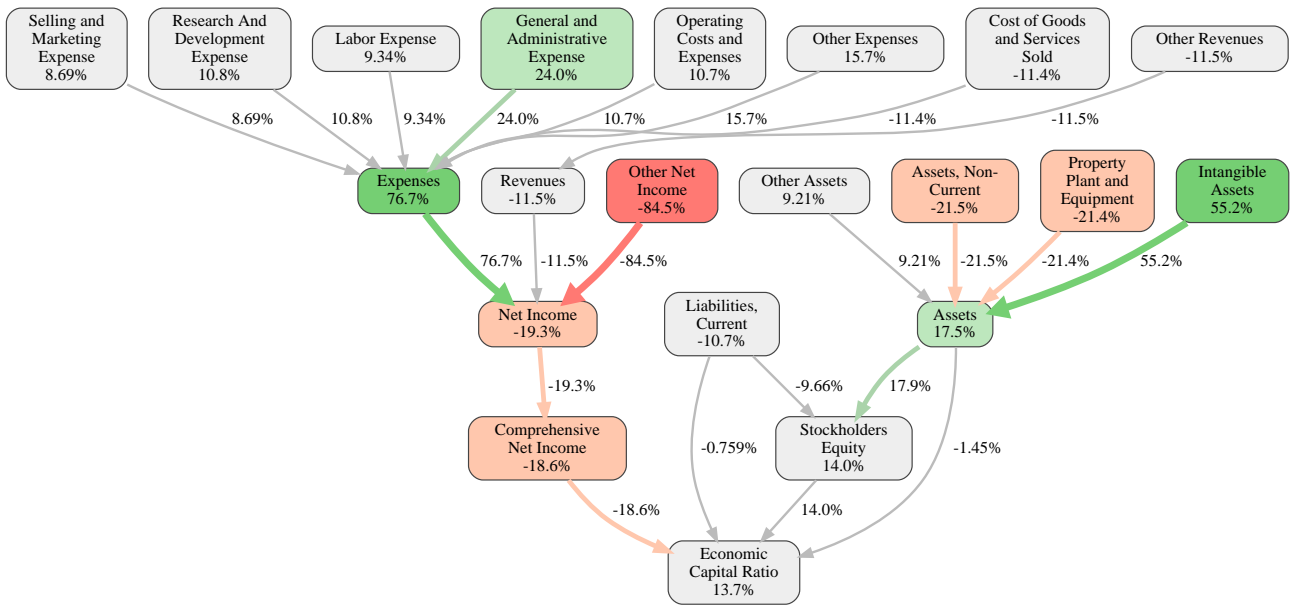 Selling and
Marketing
Expense
8.69%
Research And
Development
Expense
10.8%
Labor Expense
9.34%
General and
Administrative
Expense
24.0%
Operating
Costs and
Expenses
10.7%
Other Expenses
15.7%
Cost of Goods
and Services
Sold
-11.4%
Other Revenues
-11.5%
8.69%
10.8%
9.34%
24.0%
10.7%
15.7%
-11.4%
-11.5%
Expenses
76.7%
Revenues
-11.5%
Other Net
Income
-84.5%
Other Assets
9.21%
Assets, Non-
Current
-21.5%
Property
Plant and
Equipment
-21.4%
Intangible
Assets
55.2%
76.7%
-11.5%
-84.5%
9.21%
-21.5%
-21.4%
55.2%
Net Income
-19.3%
Liabilities,
Current
-10.7%
Assets
17.5%
-19.3%
-9.66%
17.9%
Comprehensive
Net Income
-18.6%
-0.759%
Stockholders
Equity
14.0%
-1.45%
-18.6%
14.0%
Economic
Capital Ratio
13.7%